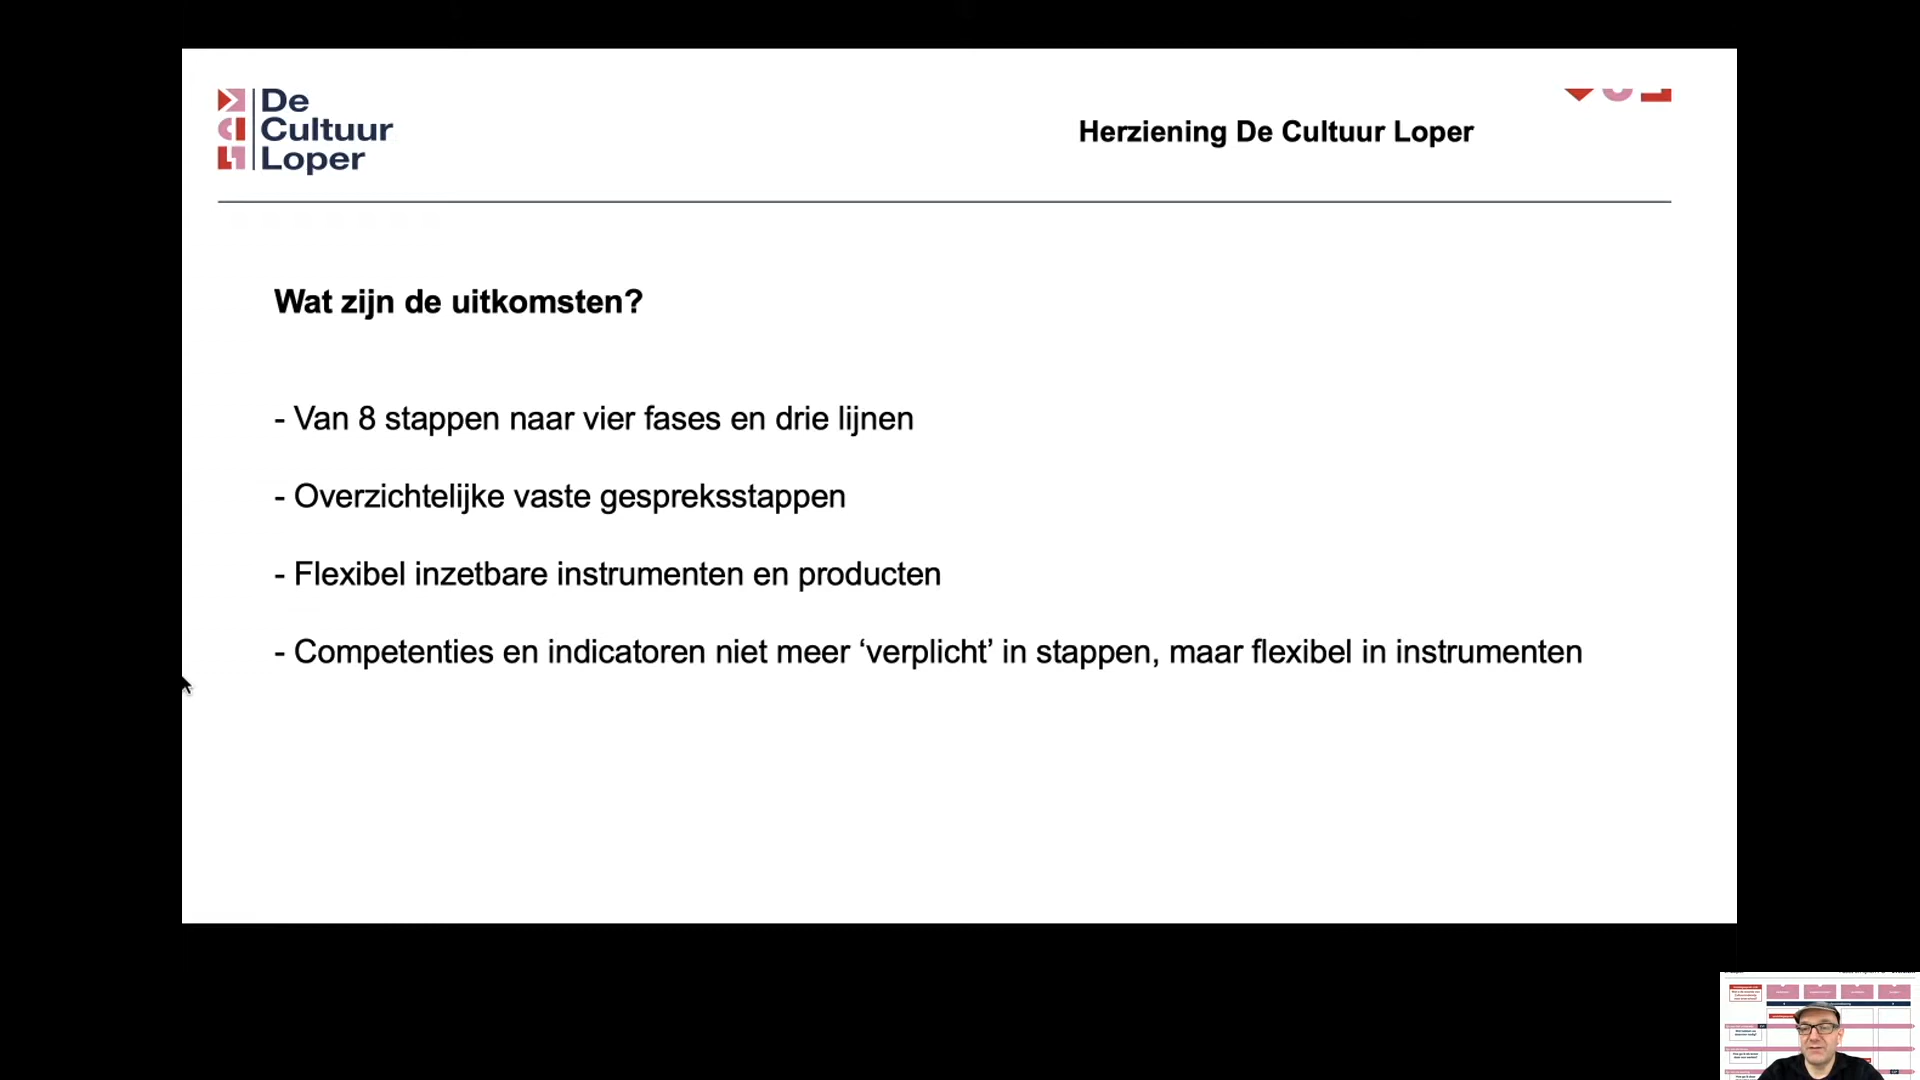 De
Cultuur
Loper
Herziening De Cultuur Loper
Wat zijn de uitkomsten?
- Van 8 stappen naar vier fases en drie lijnen
- Overzichtelijke vaste gespreksstappen
- Flexibel inzetbare instrumenten en producten
- Competenties en indicatoren niet meer ‘verplicht’ in stappen, maar flexibel in instrumenten